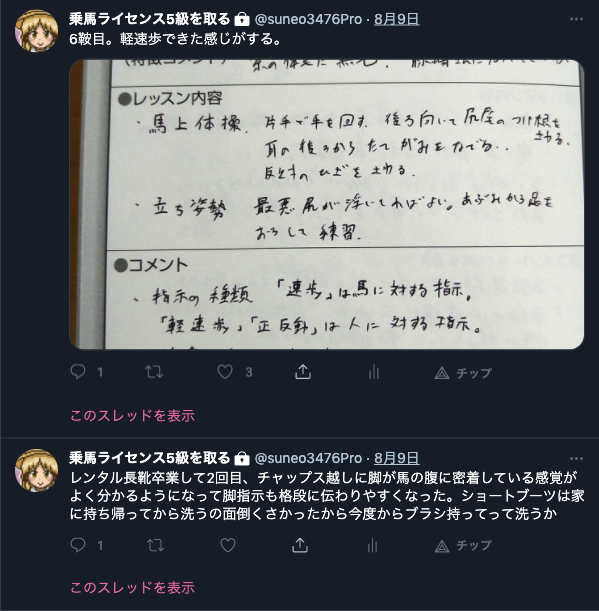 乗馬ライセンス5級を取る🔒 @suneo3476Pro · 8月9日
6鞍目。軽速歩できた感じがする。
●レッスン内容
・馬上体操、片手で手を回す 後ろ向いて尻尾のつけ根を
さわる。
耳の後ろからたてがみをなでる。
反対のひざをさわる。
・立ち姿勢 最悪尻が浮いてればよい。あぶみから足を
おろして練習。
●コメント
、指示の種類 「速歩」は馬に対する指示。
「軽速歩」「正反動」は人に対する指示。
1
3
チップ
このスレッドを表示
乗馬ライセンス5級を取る🔒 @suneo3476Pro · 8月9日
レンタル長靴卒業して2回目、チャップス越しに脚が馬の腹に密着している感覚が
よく分かるようになって脚指示も格段に伝わりやすくなった。ショートブーツは家
に持ち帰ってから洗うの面倒くさかったから今度からブラシ持ってって洗うか
1
チップ
このスレッドを表示